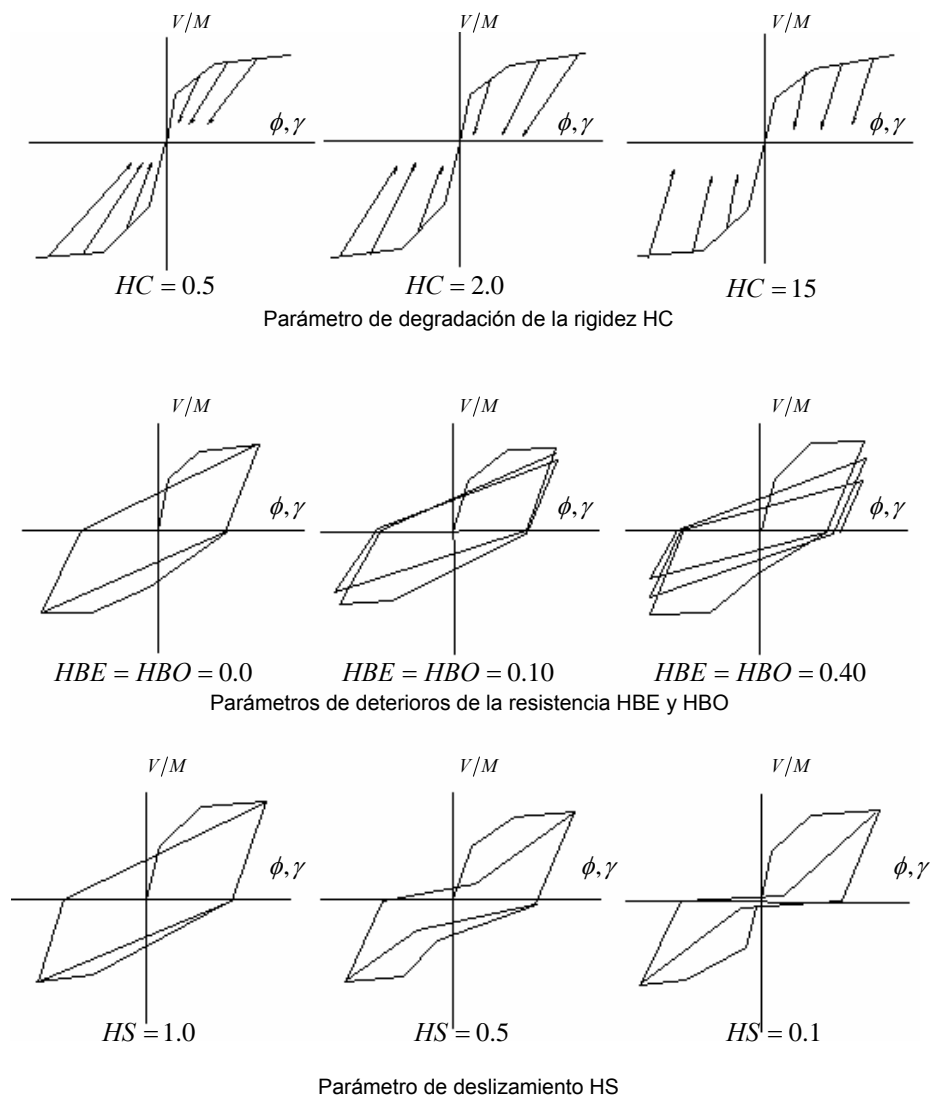 V/M V/M V/M
ϕ,γ ϕ,γ ϕ,γ
HC = 0.5 HC = 2.0 HC = 15
Parámetro de degradación de la rigidez HC
V/M V/M V/M
ϕ,γ ϕ,γ ϕ,γ
HBE = HBO = 0.0 HBE = HBO = 0.10 HBE = HBO = 0.40
Parámetros de deterioros de la resistencia HBE y HBO
V/M V/M V/M
ϕ,γ ϕ,γ ϕ,γ
HS = 1.0 HS = 0.5 HS = 0.1
Parámetro de deslizamiento HS